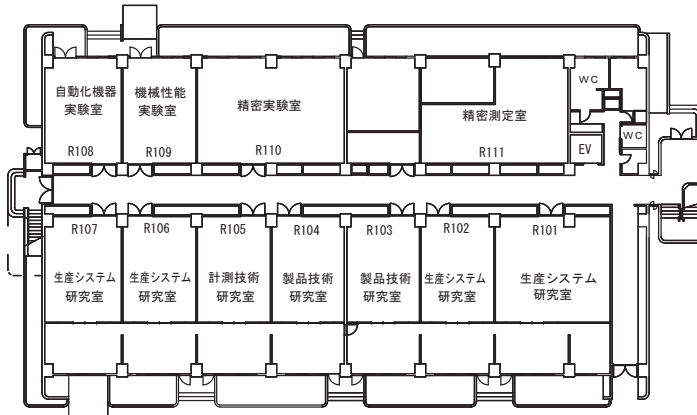 自動化機器
実験室
R108
機械性能
実験室
R109
精密実験室
R110
精密測定室
R111
WC
WC
EV
R107
生産システム
研究室
R106
生産システム
研究室
R105
計測技術
研究室
R104
製品技術
研究室
R103
製品技術
研究室
R102
生産システム
研究室
R101
生産システム
研究室